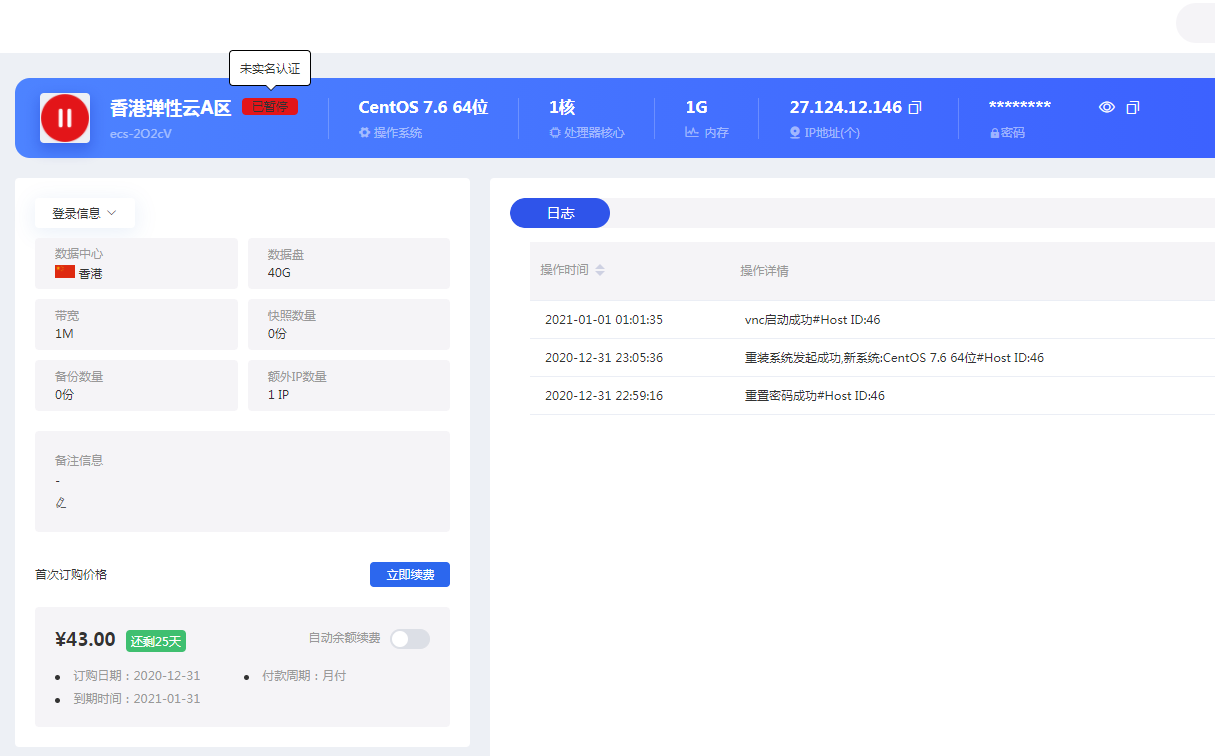 未实名认证
香港弹性云A区 已暂停 CentOS 7.6 64位 1核 1G 27.124.12.146 ********
ecs-2O2cV 操作系统 处理器核心 内存 IP地址(个) 密码
登录信息
日志
数据中心 数据盘
香港 40G
操作时间 操作详情
带宽 快照数量
1M 0份
2021-01-01 01:01:35 vnc启动成功#Host ID:46
2020-12-31 23:05:36 重装系统发起成功,新系统:CentOS 7.6 64位#Host ID:46
备份数量 额外IP数量
0份 1 IP
2020-12-31 22:59:16 重置密码成功#Host ID:46
备注信息
-
首次订购价格 立即续费
¥43.00 还剩25天 自动余额续费
订购日期：2020-12-31 付款周期：月付
到期时间：2021-01-31